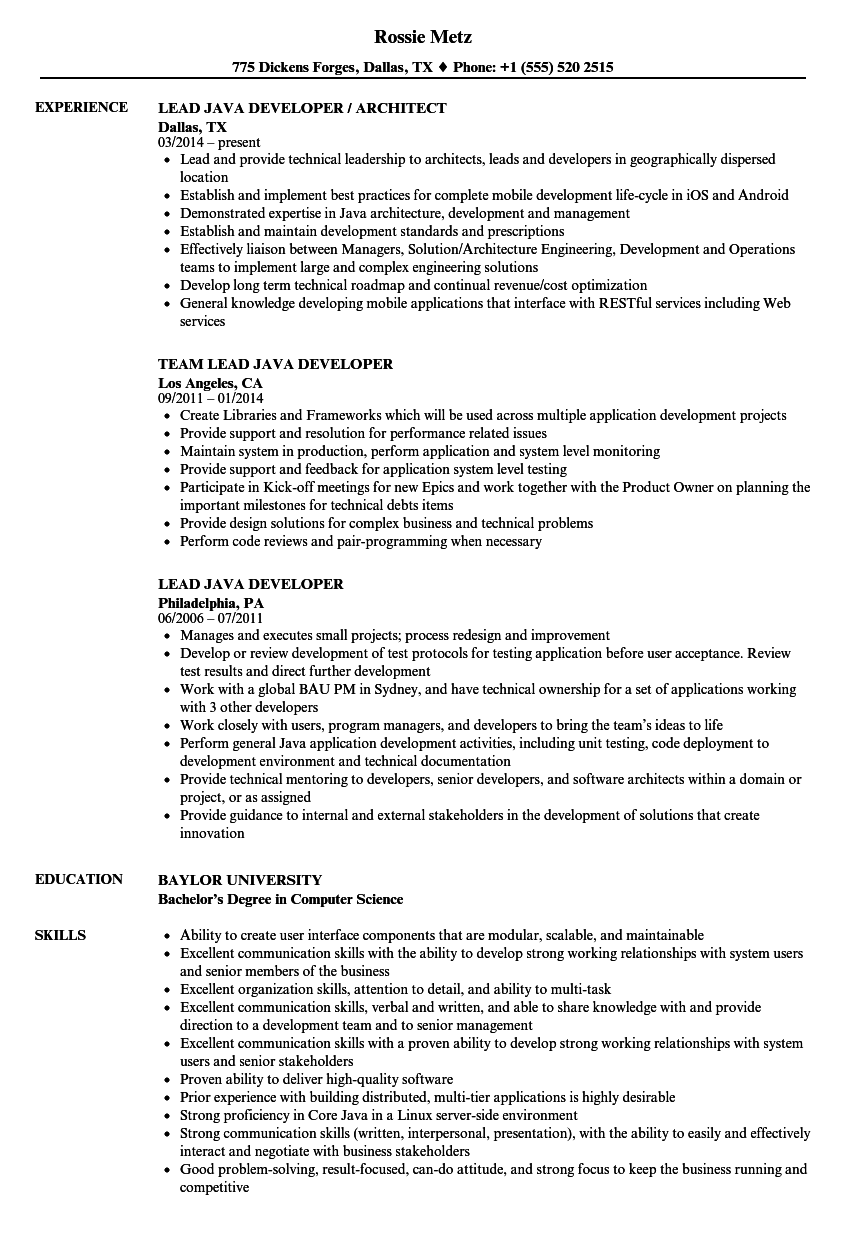 Rossie Metz
775 Dickens Forges, Dallas, TX ♦ Phone: +1 (555) 520 2515
EXPERIENCE
LEAD JAVA DEVELOPER / ARCHITECT
Dallas, TX
03/2014 – present
• Lead and provide technical leadership to architects, leads and developers in geographically dispersed
location
• Establish and implement best practices for complete mobile development life-cycle in iOS and Android
• Demonstrated expertise in Java architecture, development and management
• Establish and maintain development standards and prescriptions
• Effectively liaison between Managers, Solution/Architecture Engineering, Development and Operations
teams to implement large and complex engineering solutions
• Develop long term technical roadmap and continual revenue/cost optimization
• General knowledge developing mobile applications that interface with RESTful services including Web
services
TEAM LEAD JAVA DEVELOPER
Los Angeles, CA
09/2011 – 01/2014
• Create Libraries and Frameworks which will be used across multiple application development projects
• Provide support and resolution for performance related issues
• Maintain system in production, perform application and system level monitoring
• Provide support and feedback for application system level testing
• Participate in Kick-off meetings for new Epics and work together with the Product Owner on planning the
important milestones for technical debts items
• Provide design solutions for complex business and technical problems
• Perform code reviews and pair-programming when necessary
LEAD JAVA DEVELOPER
Philadelphia, PA
06/2006 – 07/2011
• Manages and executes small projects; process redesign and improvement
• Develop or review development of test protocols for testing application before user acceptance. Review
test results and direct further development
• Work with a global BAU PM in Sydney, and have technical ownership for a set of applications working
with 3 other developers
• Work closely with users, program managers, and developers to bring the team's ideas to life
• Perform general Java application development activities, including unit testing, code deployment to
development environment and technical documentation
• Provide technical mentoring to developers, senior developers, and software architects within a domain or
project, or as assigned
• Provide guidance to internal and external stakeholders in the development of solutions that create
innovation
EDUCATION
BAYLOR UNIVERSITY
Bachelor's Degree in Computer Science
SKILLS
• Ability to create user interface components that are modular, scalable, and maintainable
• Excellent communication skills with the ability to develop strong working relationships with system users
and senior members of the business
• Excellent organization skills, attention to detail, and ability to multi-task
• Excellent communication skills, verbal and written, and able to share knowledge with and provide
direction to a development team and to senior management
• Excellent communication skills with a proven ability to develop strong working relationships with system
users and senior stakeholders
• Proven ability to deliver high-quality software
• Prior experience with building distributed, multi-tier applications is highly desirable
• Strong proficiency in Core Java in a Linux server-side environment
• Strong communication skills (written, interpersonal, presentation), with the ability to easily and effectively
interact and negotiate with business stakeholders
• Good problem-solving, result-focused, can-do attitude, and strong focus to keep the business running and
competitive